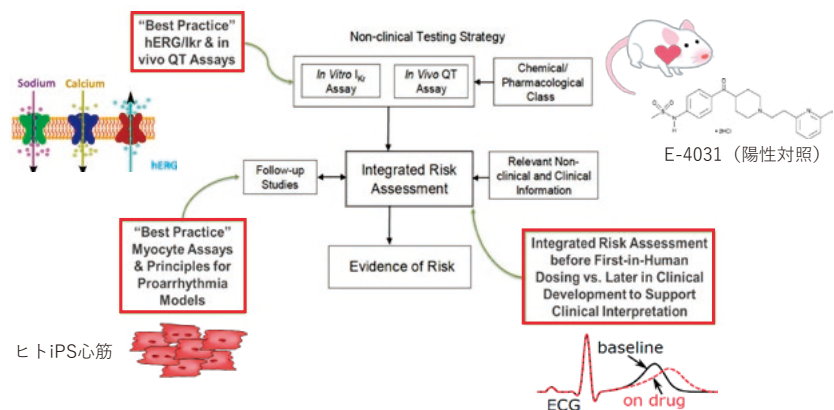 “Best Practice”
hERG/Ikr & in
vivo QT Assays
Non-clinical Testing Strategy
In Vitro IKr
Assay
In Vivo QT
Assay
Chemical/
Pharmacological
Class
Sodium
Calcium
hERG
O
O
O
S
N
H
N
N
• 2HCl
E-4031（陽性対照）
Follow-up
Studies
Integrated Risk
Assessment
Relevant Non-
clinical and Clinical
Information
“Best Practice”
Myocyte Assays
& Principles for
Proarrhythmia
Models
Evidence of Risk
Integrated Risk Assessment
before First-in-Human
Dosing vs. Later in Clinical
Development to Support
Clinical Interpretation
ヒトiPS心筋
baseline
on drug
ECG